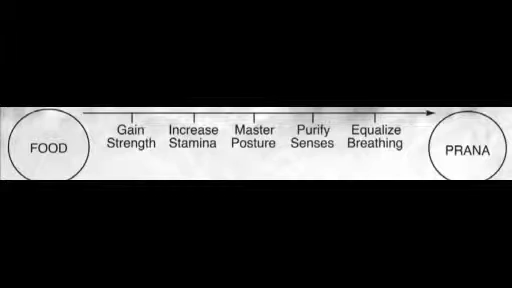 FOOD
Gain
Strength
Increase
Stamina
Master
Posture
Purify
Senses
Equalize
Breathing
PRANA